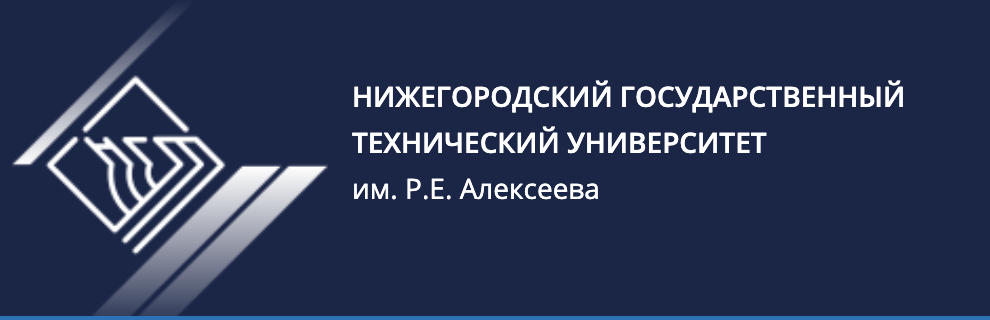 НИЖЕГОРОДСКИЙ ГОСУДАРСТВЕННЫЙ
ТЕХНИЧЕСКИЙ УНИВЕРСИТЕТ
им. Р.Е. Алексеева